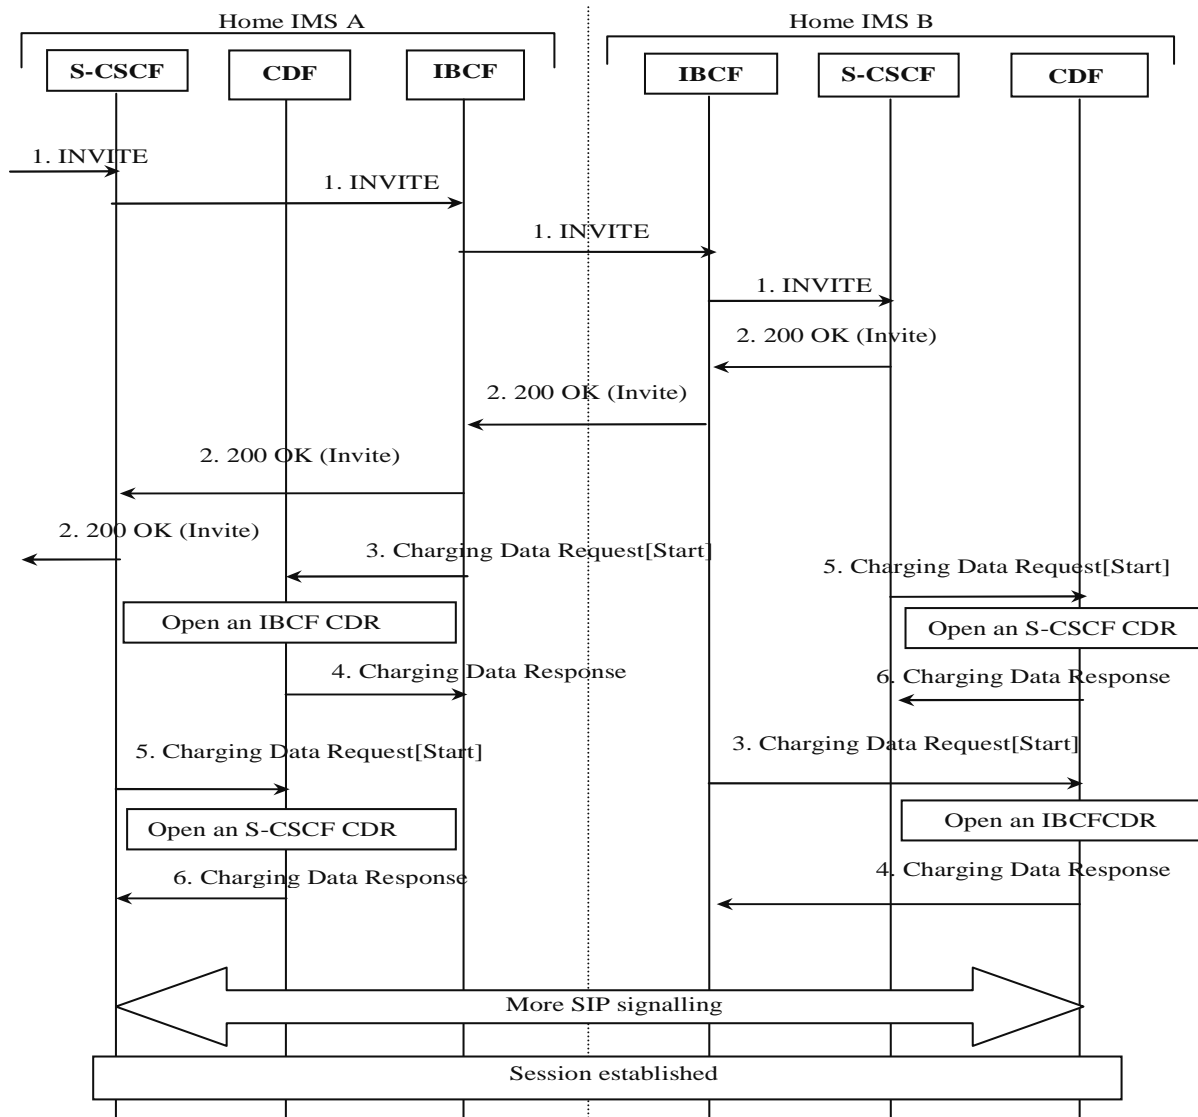 Home IMS A
Home IMS B
S-CSCF
CDF
IBCF
IBCF
S-CSCF
CDF
1. INVITE
1. INVITE
1. INVITE
1. INVITE
2. 200 OK (Invite)
2. 200 OK (Invite)
2. 200 OK (Invite)
2. 200 OK (Invite)
3. Charging Data Request[Start]
5. Charging Data Request[Start]
Open an IBCF CDR
Open an S-CSCF CDR
4. Charging Data Response
6. Charging Data Response
5. Charging Data Request[Start]
3. Charging Data Request[Start]
Open an S-CSCF CDR
Open an IBCFCDR
6. Charging Data Response
4. Charging Data Response
More SIP signalling
Session established